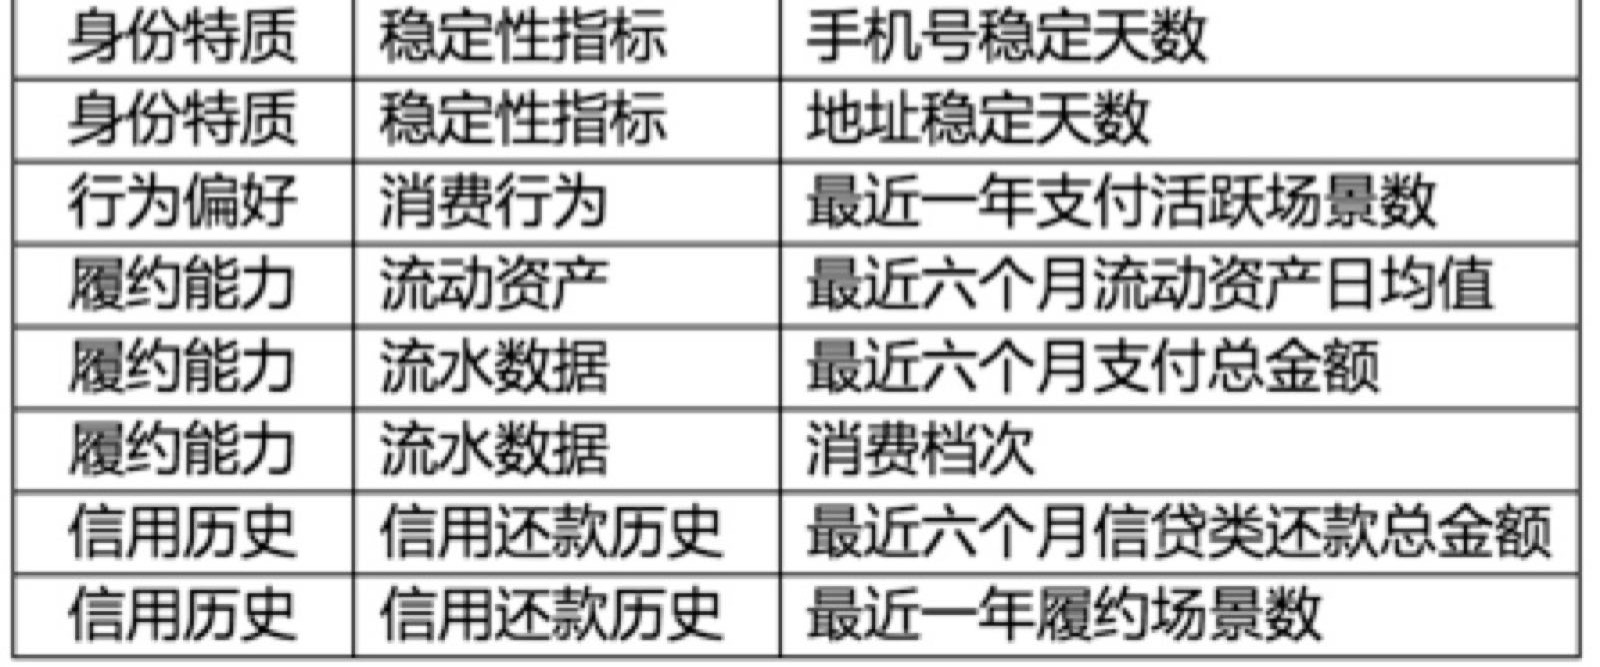 身份特质 稳定性指标 手机号稳定天数
身份特质 稳定性指标 地址稳定天数
行为偏好 消费行为 最近一年支付活跃场景数
履约能力 流动资产 最近六个月流动资产日均值
履约能力 流水数据 最近六个月支付总金额
履约能力 流水数据 消费档次
信用历史 信用还款历史 最近六个月信贷类还款总金额
信用历史 信用还款历史 最近一年履约场景数